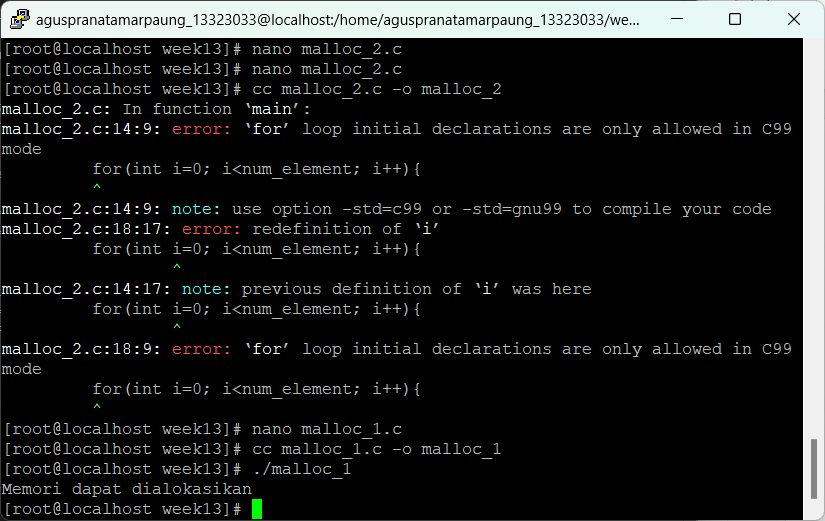 aguspranatamarpaung_13323033@localhost:/home/aguspranatamarpaung_13323033/we...
[root@localhost week13]# nano malloc_2.c
[root@localhost week13]# nano malloc_2.c
[root@localhost week13]# cc malloc_2.c -o malloc_2
malloc_2.c: In function ‘main’:
malloc_2.c:14:9: error: ‘for’ loop initial declarations are only allowed in C99
mode
         for(int i=0; i<num_element; i++){
         ^
malloc_2.c:14:9: note: use option -std=c99 or -std=gnu99 to compile your code
malloc_2.c:18:17: error: redefinition of ‘i’
         for(int i=0; i<num_element; i++){
                 ^
malloc_2.c:14:17: note: previous definition of ‘i’ was here
         for(int i=0; i<num_element; i++){
                 ^
malloc_2.c:18:9: error: ‘for’ loop initial declarations are only allowed in C99
mode
         for(int i=0; i<num_element; i++){
         ^
[root@localhost week13]# nano malloc_1.c
[root@localhost week13]# cc malloc_1.c -o malloc_1
[root@localhost week13]# ./malloc_1
Memori dapat dialokasikan
[root@localhost week13]#